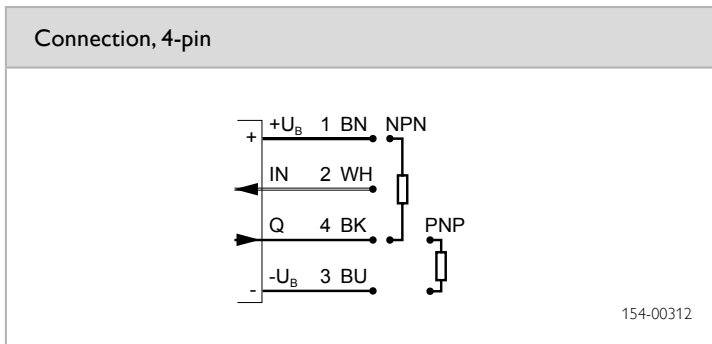 Connection, 4-pin
+ +U_B 1 BN NPN
IN 2 WH
Q 4 BK PNP
- -U_B 3 BU
154-00312